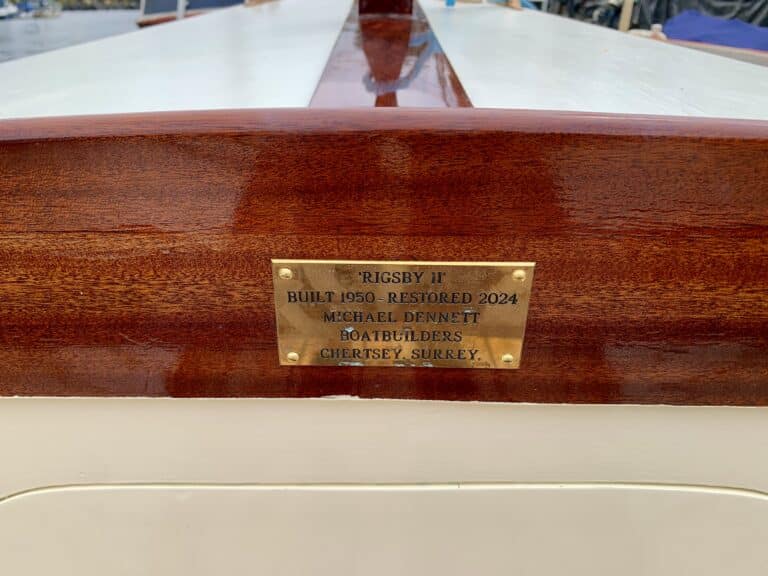 'RIGSBY II'
BUILT 1950-RESTORED 2024
MICHAEL DENNETT
BOATBUILDERS
CHERTSEY, SURREY.